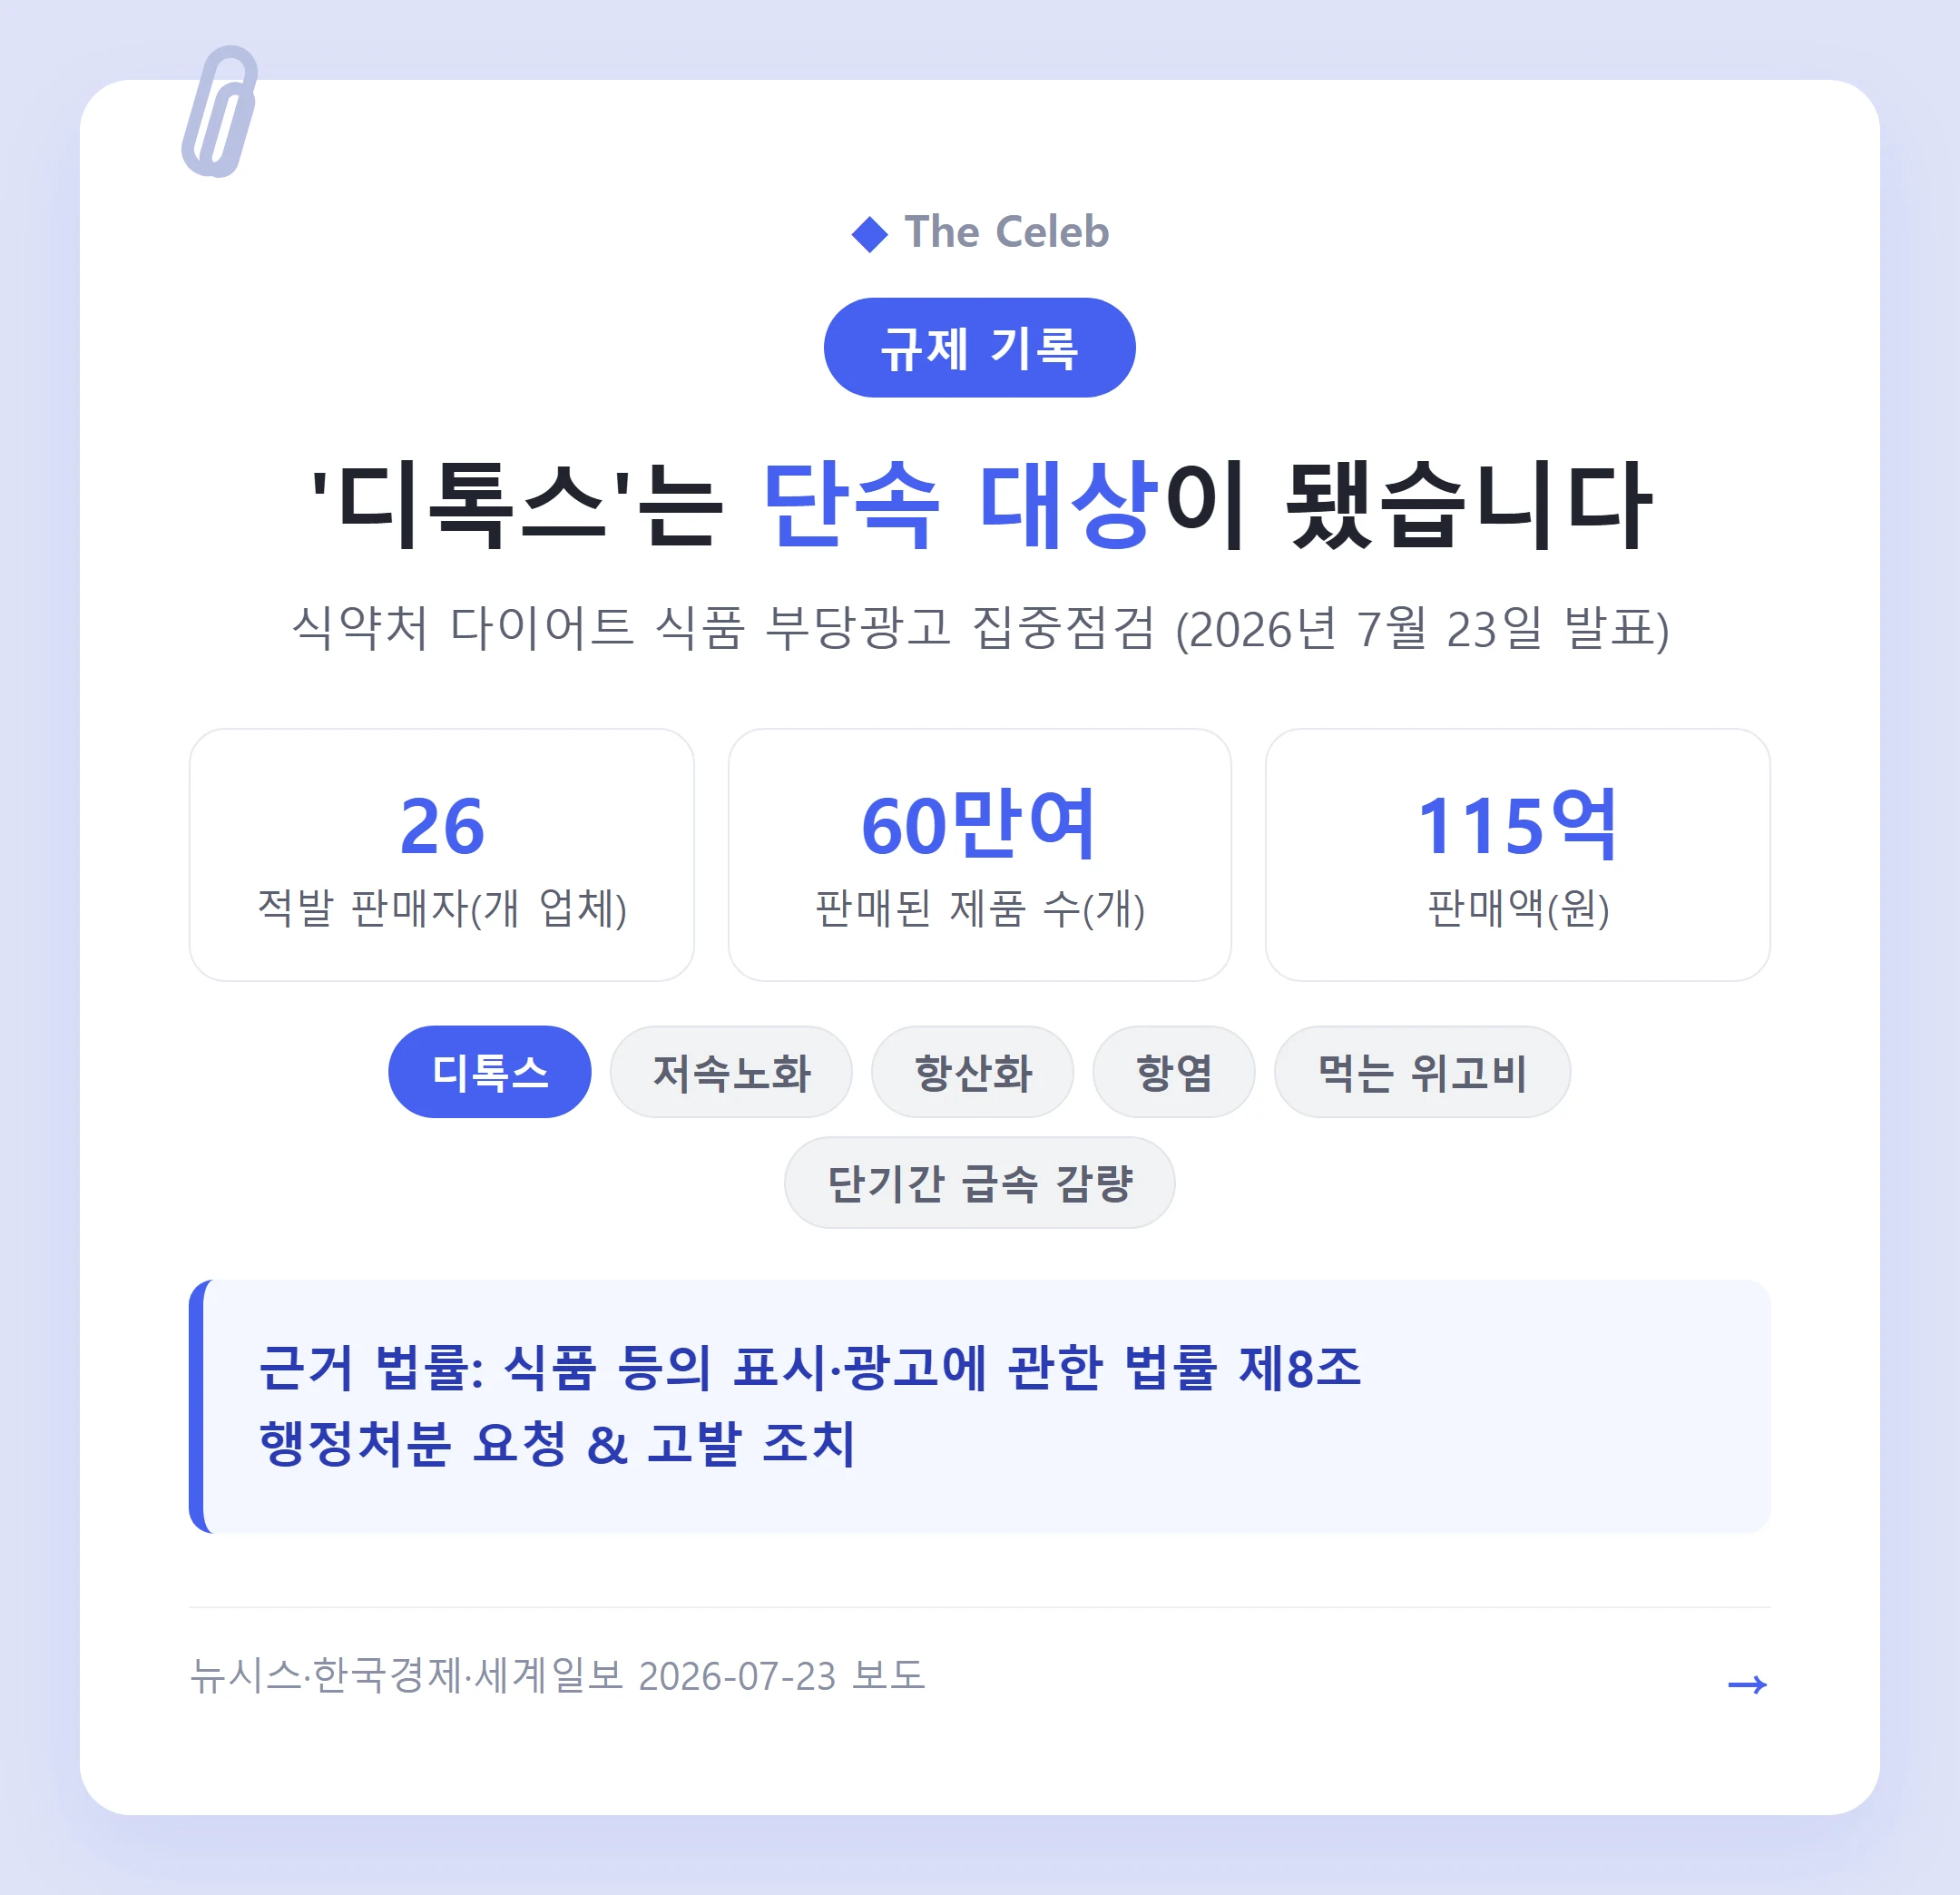 The Celeb
규제 기록
'디톡스'는 단속 대상이 됐습니다
식약처 다이어트 식품 부당광고 집중점검 (2026년 7월 23일 발표)
26
적발 판매자(개 업체)
60만여
판매된 제품 수(개)
115억
판매액(원)
디톡스 저속노화 항산화 항염 먹는 위고비
단기간 급속 감량
근거 법률: 식품 등의 표시·광고에 관한 법률 제8조
행정처분 요청 & 고발 조치
뉴시스·한국경제·세계일보 2026-07-23 보도 →